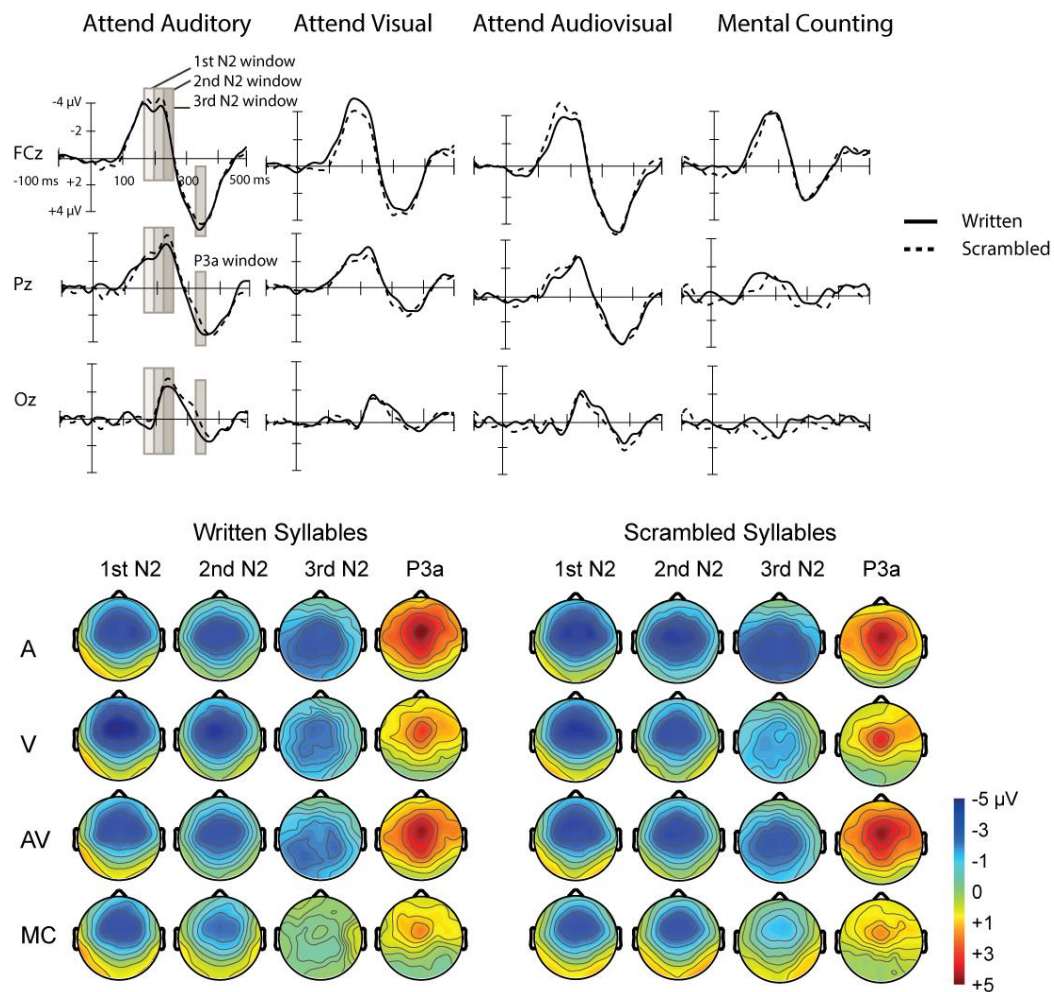 Attend Auditory Attend Visual Attend Audiovisual Mental Counting
1st N2 window
2nd N2 window
3rd N2 window
-4 µV
-2
FCz
-100 ms +2 100 300 500 ms
+4 µV
Written
Scrambled
P3a window
Pz
Oz
Written Syllables Scrambled Syllables
1st N2 2nd N2 3rd N2 P3a 1st N2 2nd N2 3rd N2 P3a
A
V
AV
MC
-5 µV
-3
-1
0
+1
+3
+5